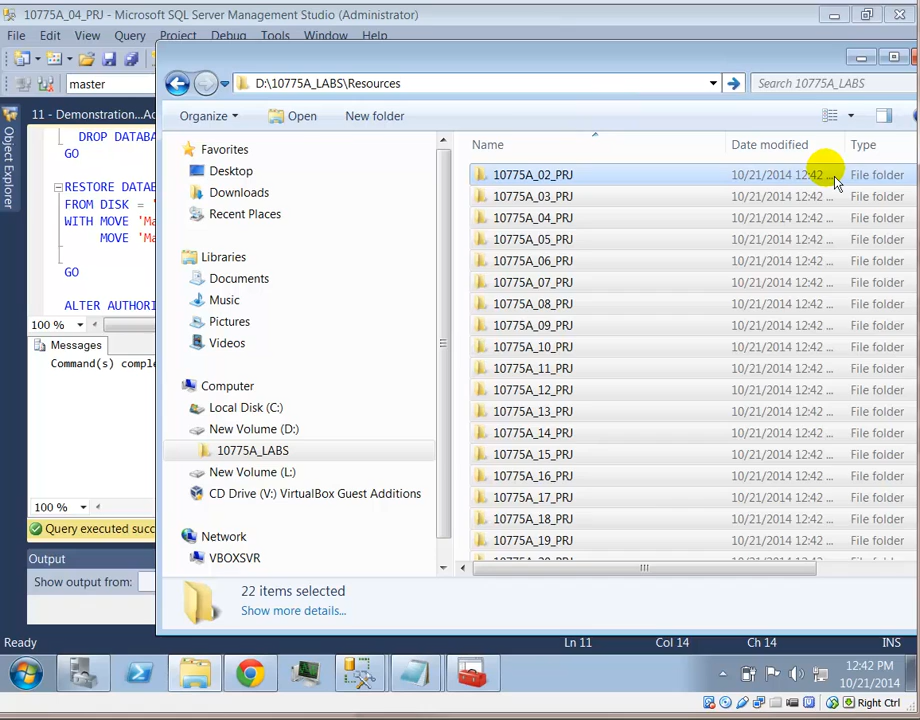 10775A_04_PRJ - Microsoft SQL Server Management Studio (Administrator)
File Edit View Query Project Debug Tools Window Help
D:\10775A_LABS\Resources
Search 10775A_LABS
master
Organize Open New folder
11 - Demonstration...Ac
Object Explorer
Name Date modified Type
DROP DATABA
GO
RESTORE DATABAS
FROM DISK = '
WITH MOVE 'Ma
MOVE 'Ma
GO
ALTER AUTHORI
100 %
Messages
Command(s) comple
100 %
Query executed succ
Output
Show output from:
Favorites
Desktop
Downloads
Recent Places
Libraries
Documents
Music
Pictures
Videos
Computer
Local Disk (C:)
New Volume (D:)
10775A_LABS
New Volume (L:)
CD Drive (V:) VirtualBox Guest Additions
Network
VBOXSVR
10775A_02_PRJ 10/21/2014 12:42 ... File folder
10775A_03_PRJ 10/21/2014 12:42 ... File folder
10775A_04_PRJ 10/21/2014 12:42 ... File folder
10775A_05_PRJ 10/21/2014 12:42 ... File folder
10775A_06_PRJ 10/21/2014 12:42 ... File folder
10775A_07_PRJ 10/21/2014 12:42 ... File folder
10775A_08_PRJ 10/21/2014 12:42 ... File folder
10775A_09_PRJ 10/21/2014 12:42 ... File folder
10775A_10_PRJ 10/21/2014 12:42 ... File folder
10775A_11_PRJ 10/21/2014 12:42 ... File folder
10775A_12_PRJ 10/21/2014 12:42 ... File folder
10775A_13_PRJ 10/21/2014 12:42 ... File folder
10775A_14_PRJ 10/21/2014 12:42 ... File folder
10775A_15_PRJ 10/21/2014 12:42 ... File folder
10775A_16_PRJ 10/21/2014 12:42 ... File folder
10775A_17_PRJ 10/21/2014 12:42 ... File folder
10775A_18_PRJ 10/21/2014 12:42 ... File folder
10775A_19_PRJ 10/21/2014 12:42 ... File folder
22 items selected
Show more details...
Ready Ln 11 Col 14 Ch 14 INS
12:42 PM
10/21/2014
Right Ctrl